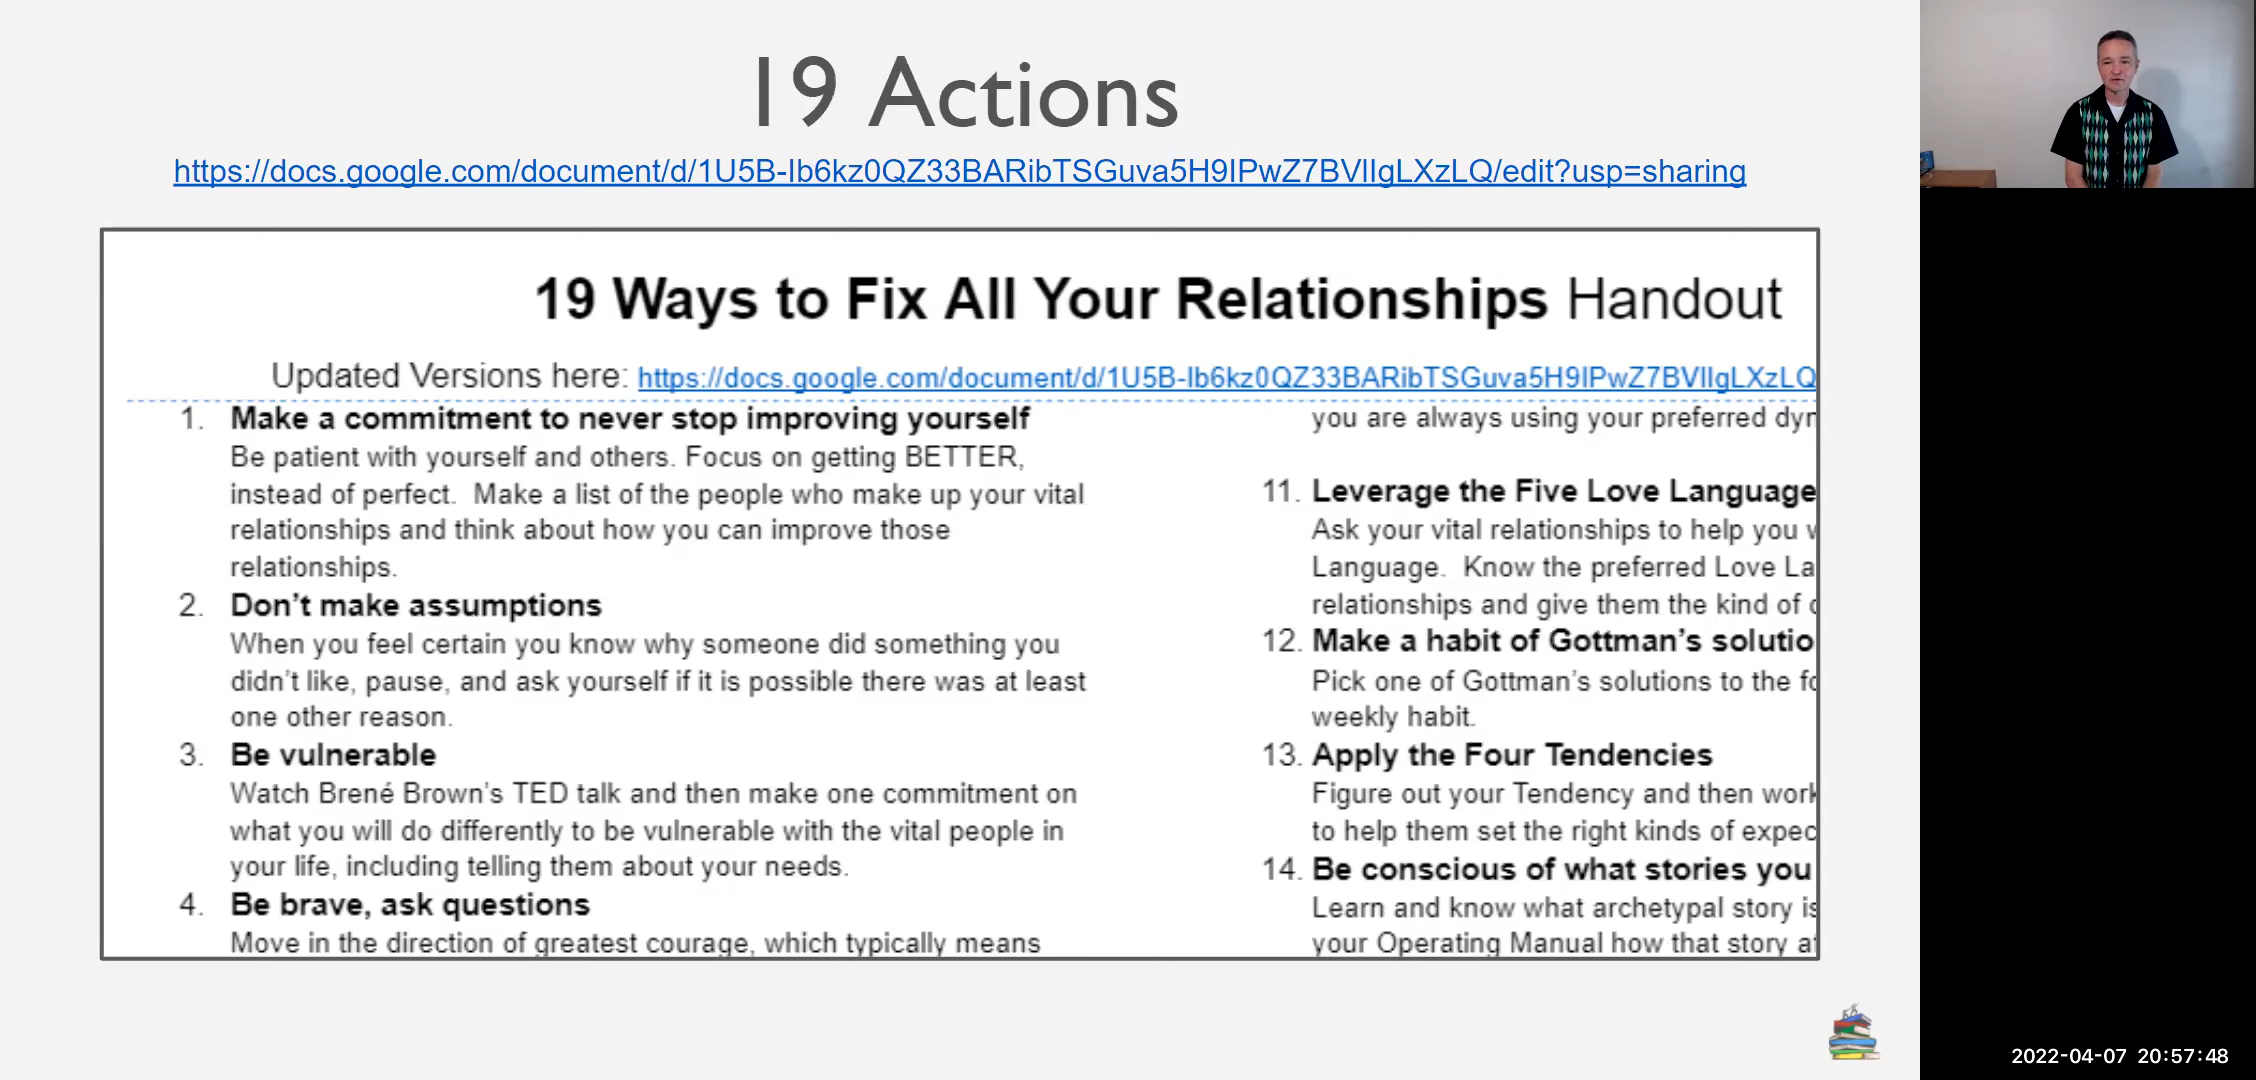 19 Actions
https://docs.google.com/document/d/1U5B-Ib6kz0QZ33BARibTSGuva5H9IPwZ7BVlIgLXzLQ/edit?usp=sharing
19 Ways to Fix All Your Relationships Handout
Updated Versions here: https://docs.google.com/document/d/1U5B-Ib6kz0QZ33BARibTSGuva5H9IPwZ7BVlIgLXzLQ
1. Make a commitment to never stop improving yourself
Be patient with yourself and others. Focus on getting BETTER,
instead of perfect.  Make a list of the people who make up your vital
relationships and think about how you can improve those
relationships.
2. Don't make assumptions
When you feel certain you know why someone did something you
didn't like, pause, and ask yourself if it is possible there was at least
one other reason.
3. Be vulnerable
Watch Brené Brown's TED talk and then make one commitment on
what you will do differently to be vulnerable with the vital people in
your life, including telling them about your needs.
4. Be brave, ask questions
Move in the direction of greatest courage, which typically means
you are always using your preferred
11. Leverage the Five Love Language
Ask your vital relationships to help you
Language.  Know the preferred Love La
relationships and give them the kind of
12. Make a habit of Gottman's solutio
Pick one of Gottman's solutions to the
weekly habit.
13. Apply the Four Tendencies
Figure out your Tendency and then work
to help them set the right kinds of expec
14. Be conscious of what stories you
Learn and know what archetypal story is
your Operating Manual how that story
2022-04-07 20:57:48